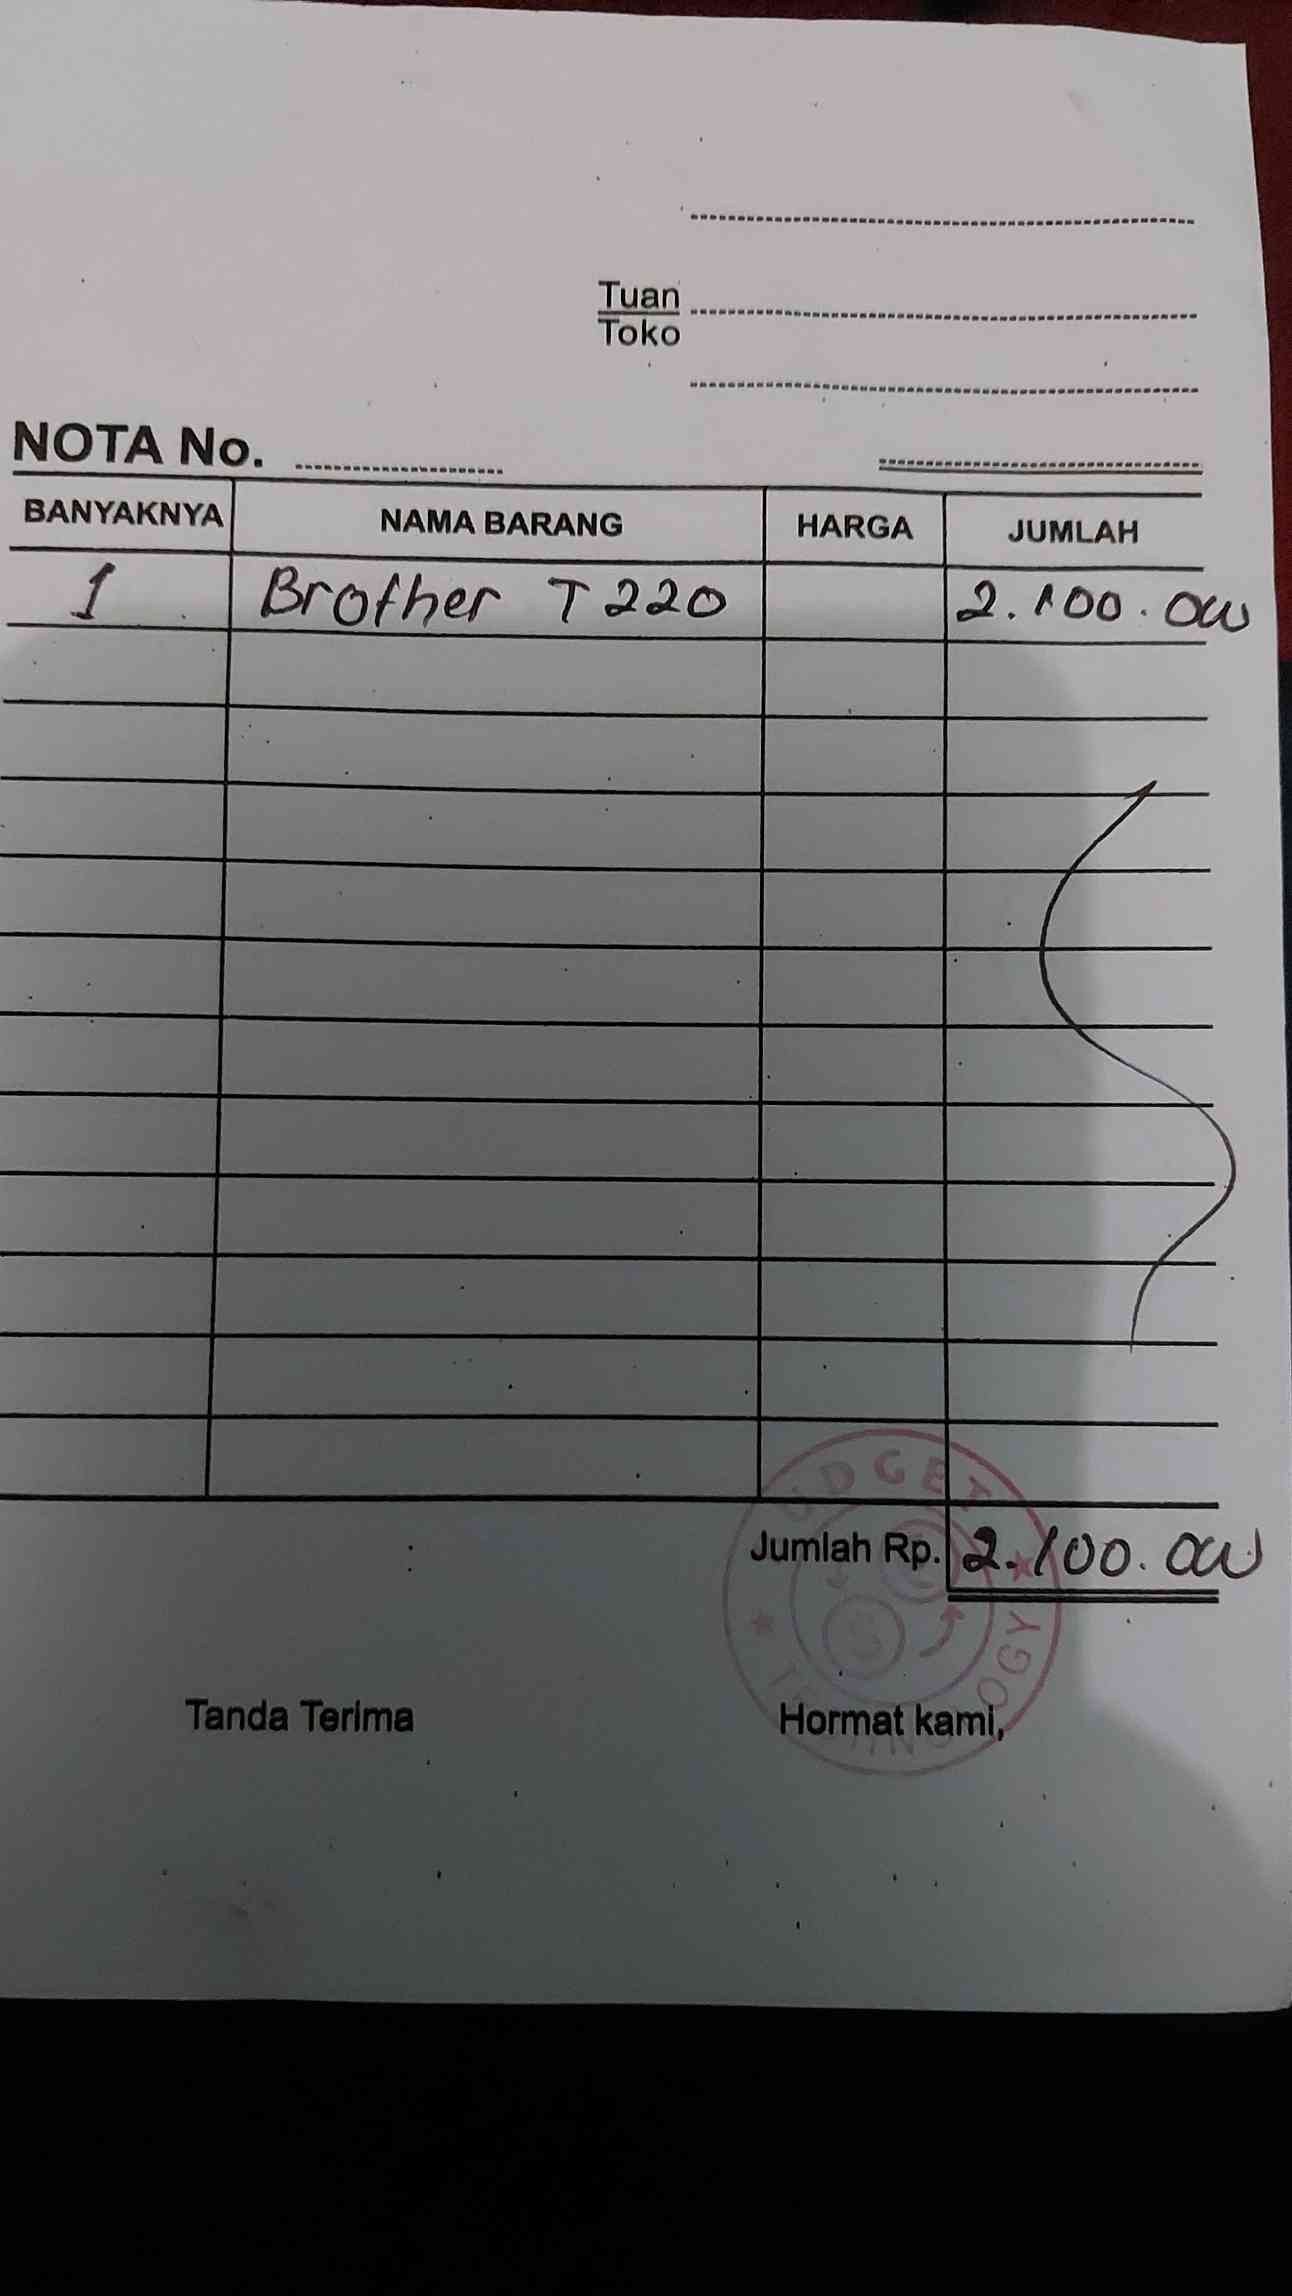 Tuan
Toko
NOTA No.
BANYAKNYA NAMA BARANG HARGA JUMLAH
1 Brother T220 2.100.000
Jumlah Rp. 2.100.000
Tanda Terima Hormat kami,